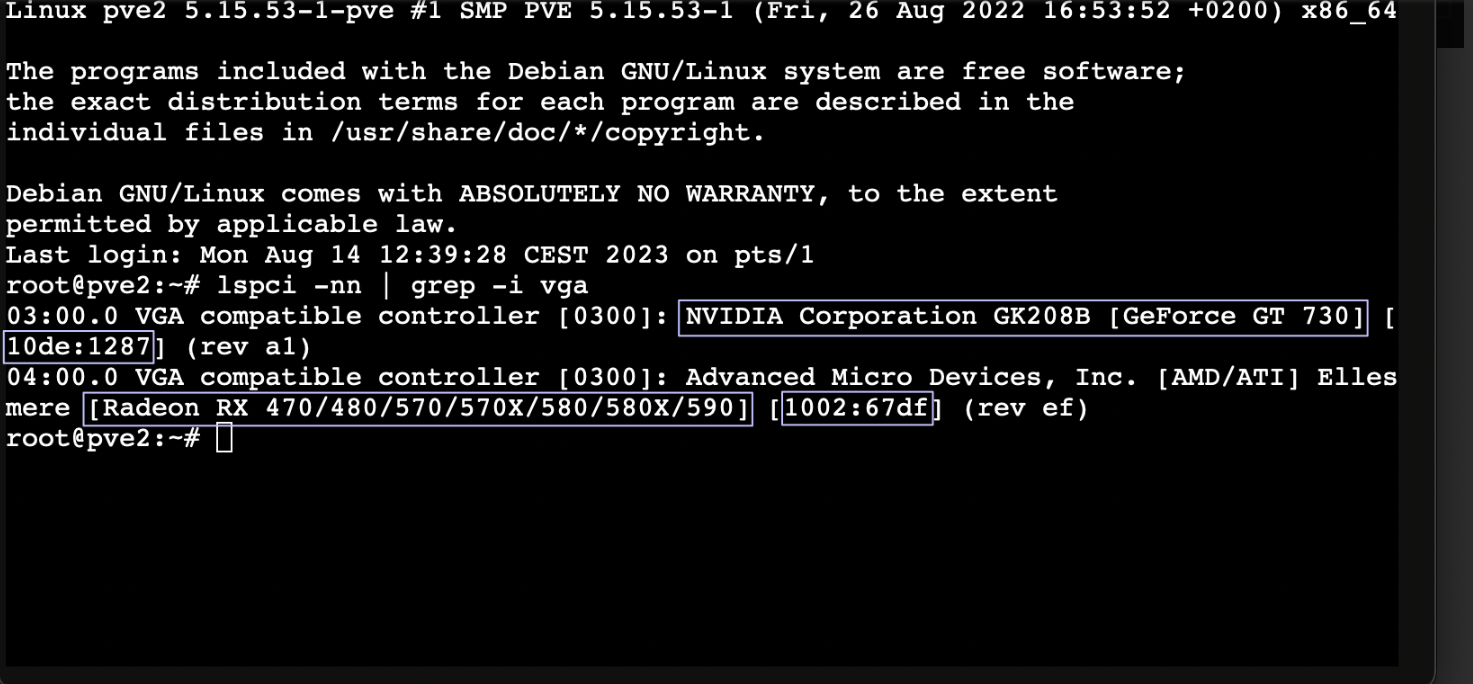 Linux pve2 5.15.53-1-pve #1 SMP PVE 5.15.53-1 (Fri, 26 Aug 2022 16:53:52 +0200) x86_64
The programs included with the Debian GNU/Linux system are free software;
the exact distribution terms for each program are described in the
individual files in /usr/share/doc/*/copyright.
Debian GNU/Linux comes with ABSOLUTELY NO WARRANTY, to the extent
permitted by applicable law.
Last login: Mon Aug 14 12:39:28 CEST 2023 on pts/1
root@pve2:~# lspci -nn | grep -i vga
03:00.0 VGA compatible controller [0300]: NVIDIA Corporation GK208B [GeForce GT 730] [
10de:1287] (rev a1)
04:00.0 VGA compatible controller [0300]: Advanced Micro Devices, Inc. [AMD/ATI] Elles
mere [Radeon RX 470/480/570/570X/580/580X/590] [1002:67df] (rev ef)
root@pve2:~#